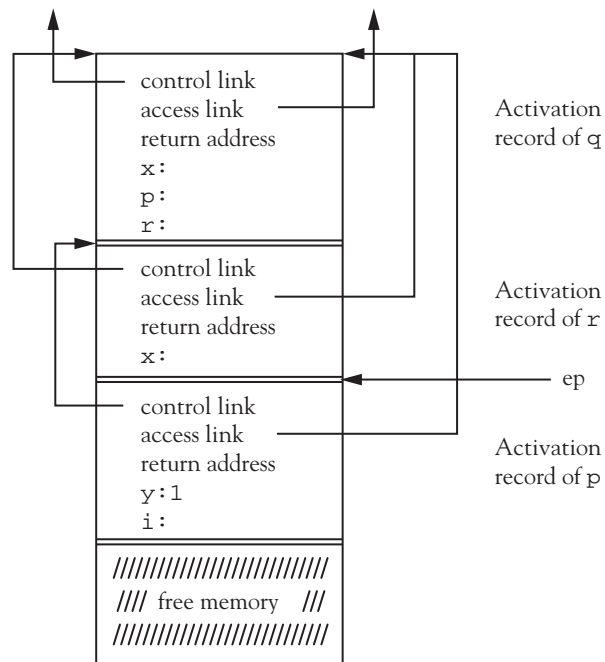 control link
access link
return address
x:
p:
r:
Activation
record of q
control link
access link
return address
x:
Activation
record of r
ep
control link
access link
return address
y:1
i:
Activation
record of p
free memory